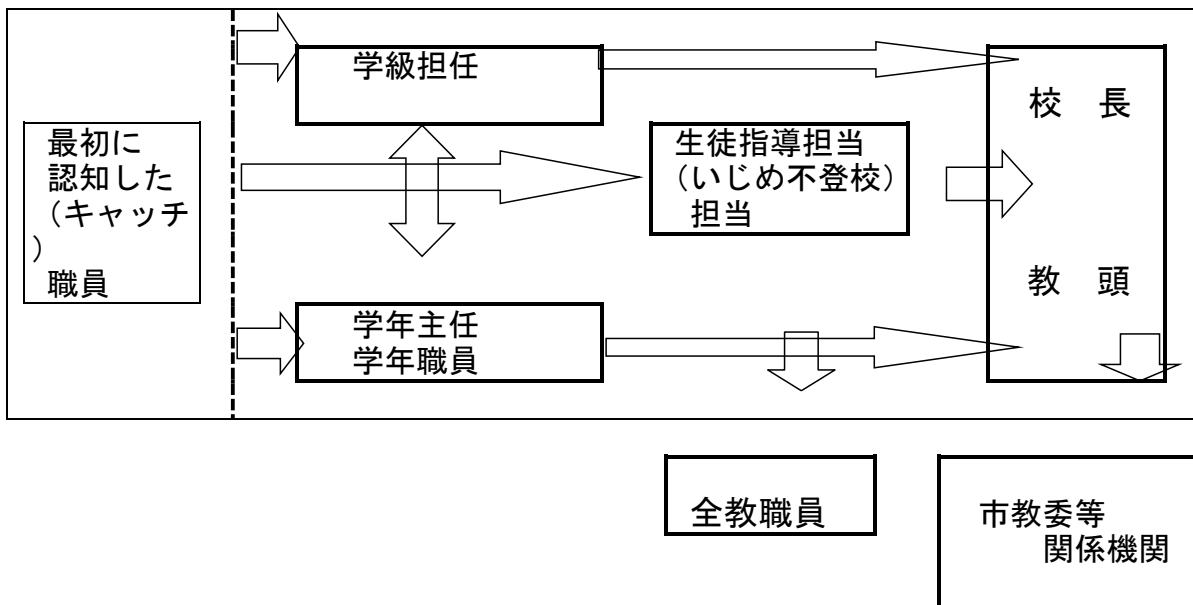 最初に
認知した
(キャッチ
)
職員
学級担任
学年主任
学年職員
生徒指導担当
(いじめ不登校)
担当
校 長
教 頭
全教職員
市教委等
関係機関